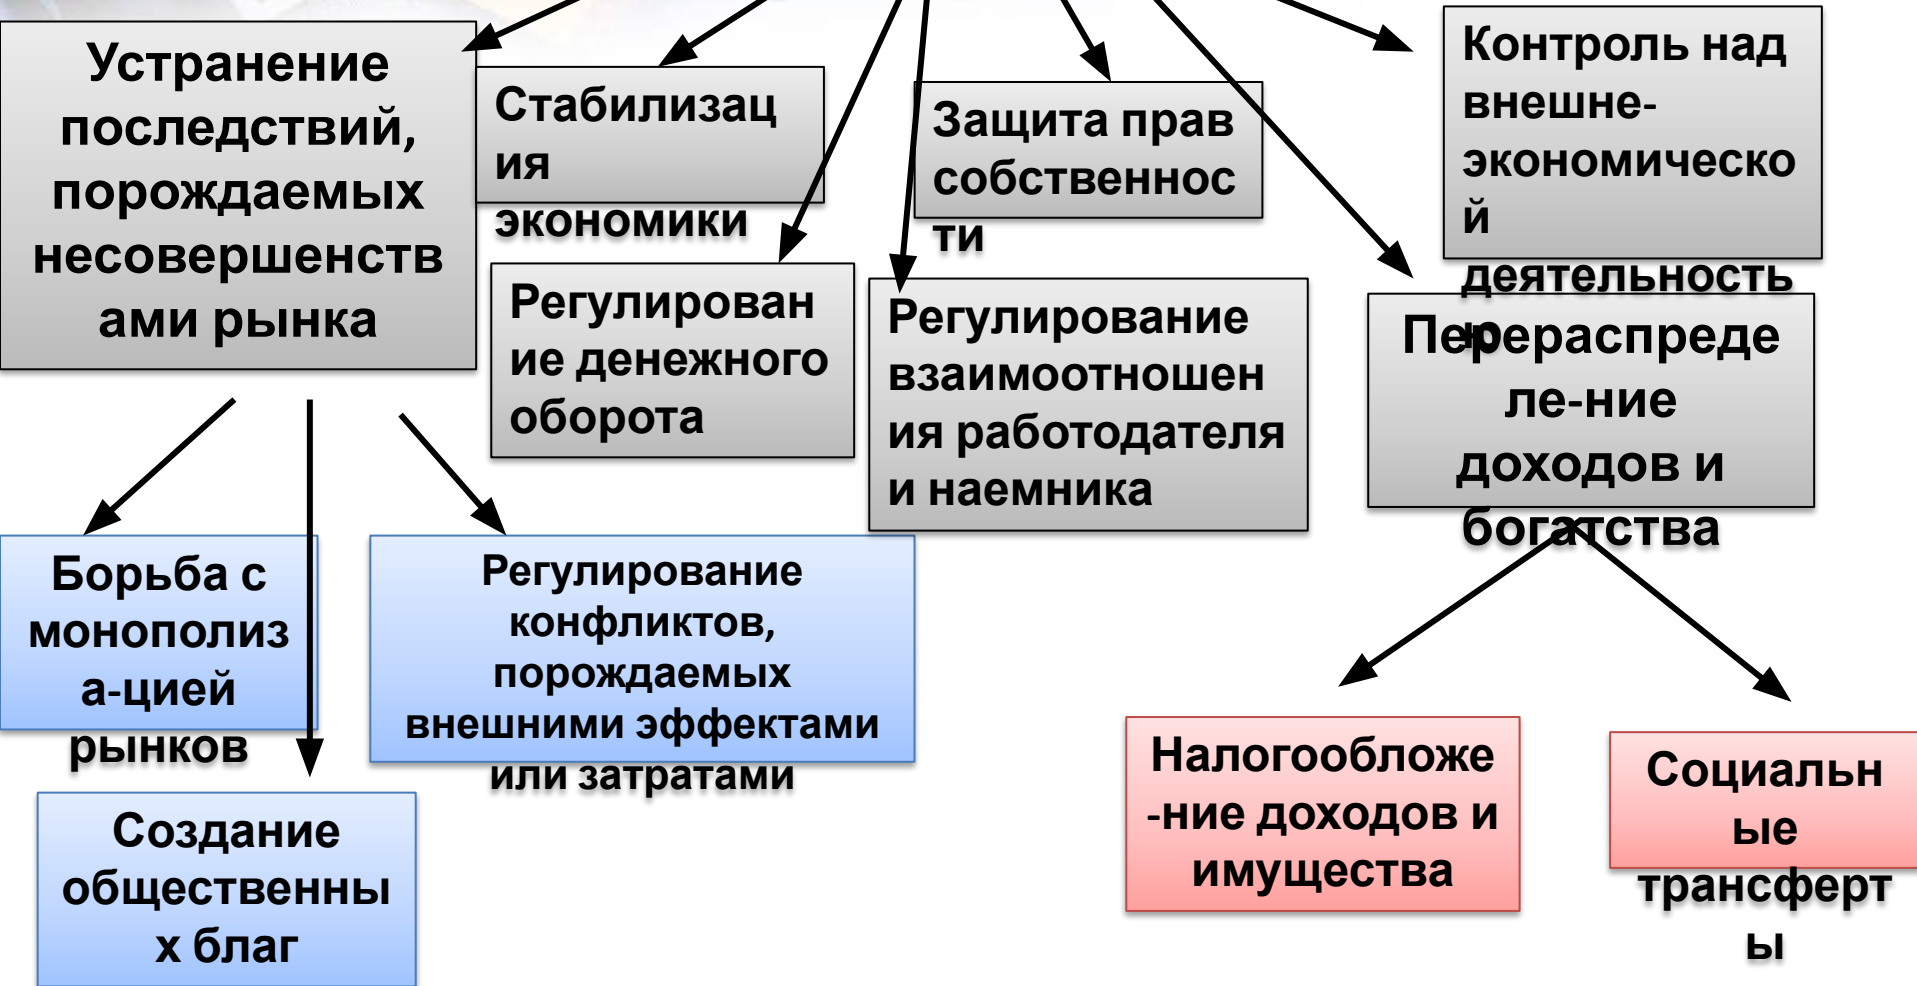 Устранение
последствий,
порождаемых
несовершенств
ами рынка
Стабилизац
ия
экономики
Защита прав
собственнос
ти
Контроль над
внешне-
экономическо
й
деятельность
ю
Регулирован
ие денежного
оборота
Регулирование
взаимоотношен
ия работодателя
и наемника
Перераспреде
ле-ние
доходов и
богатства
Борьба с
монополиз
а-цией
рынков
Регулирование
конфликтов,
порождаемых
внешними эффектами
или затратами
Создание
общественны
х благ
Налогообложе
-ние доходов и
имущества
Социальн
ые
трансферт
ы